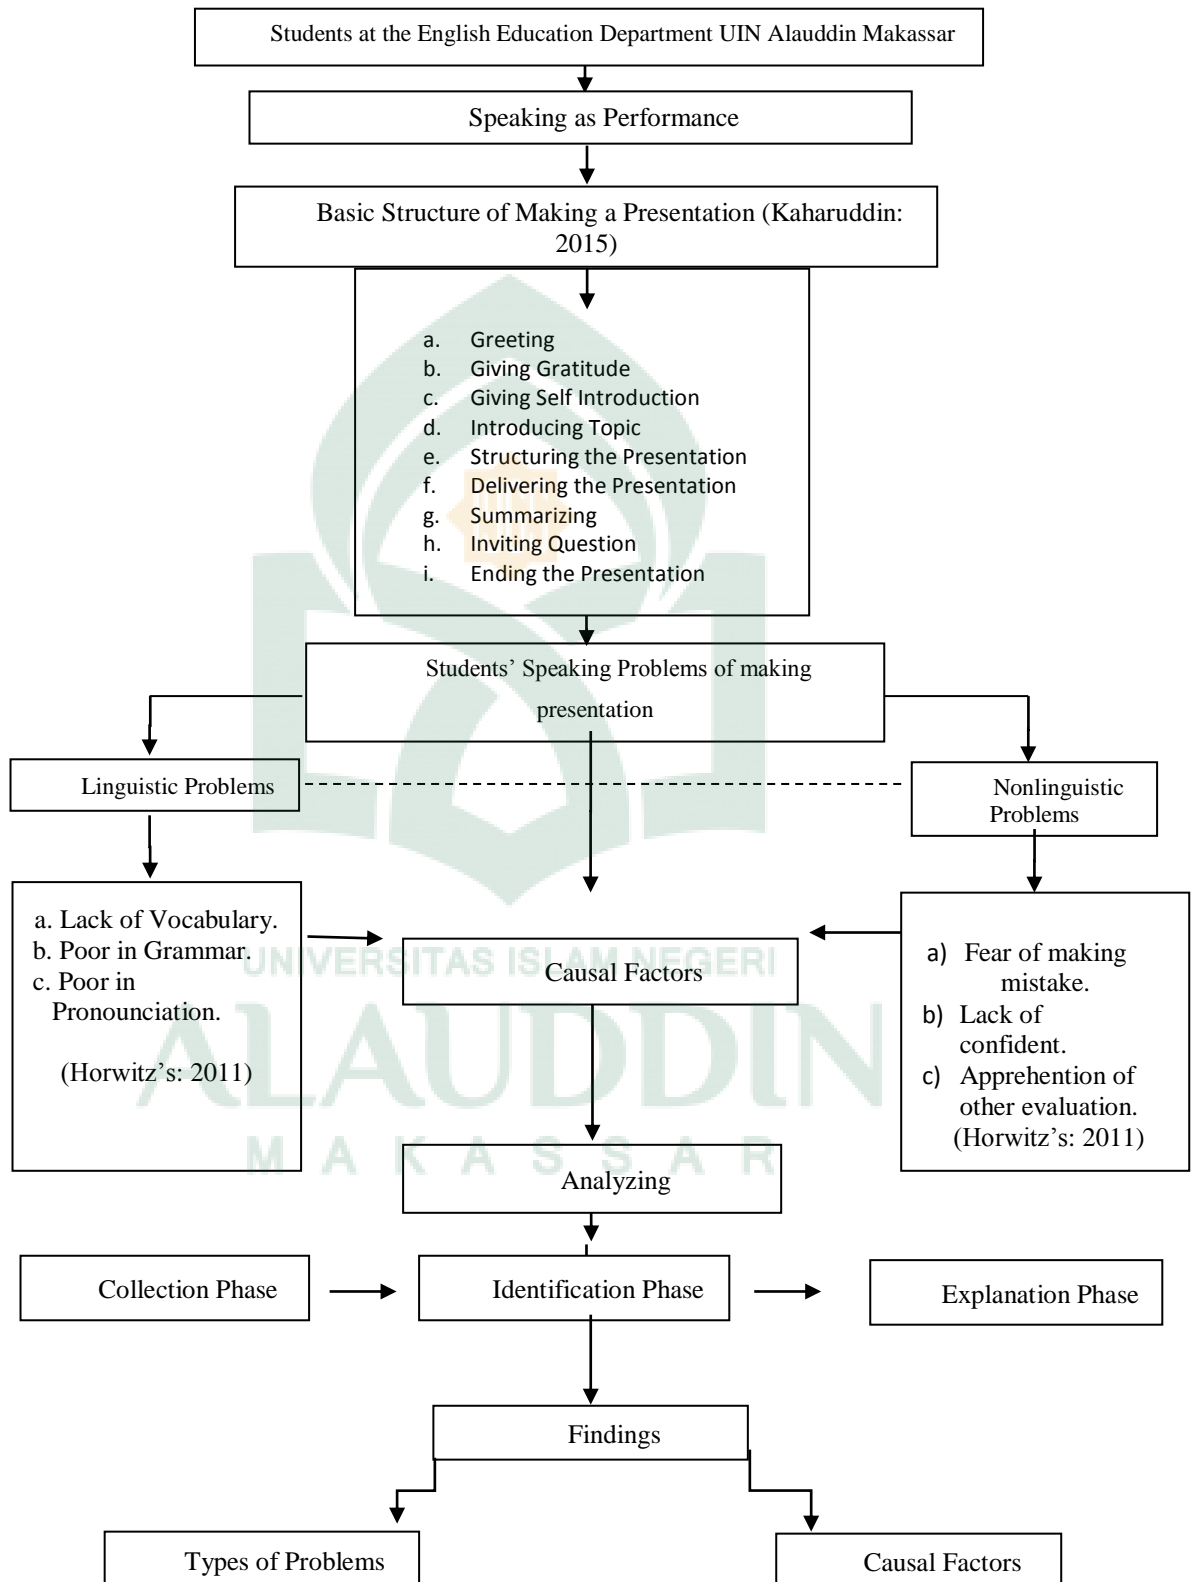 Students at the English Education Department UIN Alauddin Makassar
Speaking as Performance
Basic Structure of Making a Presentation (Kaharuddin:
2015)
a. Greeting
b. Giving Gratitude
c. Giving Self Introduction
d. Introducing Topic
e. Structuring the Presentation
f. Delivering the Presentation
g. Summarizing
h. Inviting Question
i. Ending the Presentation
Students’ Speaking Problems of making
presentation
Linguistic Problems
Nonlinguistic
Problems
a. Lack of Vocabulary.
b. Poor in Grammar.
c. Poor in
Pronounciation.
(Horwitz’s: 2011)
Causal Factors
a) Fear of making
mistake.
b) Lack of
confident.
c) Apprehention of
other evaluation.
(Horwitz’s: 2011)
UNIVERSITAS ISLAM NEGERI
ALAUDDIN
MAKASSAR
Analyzing
Collection Phase
Identification Phase
Explanation Phase
Findings
Types of Problems
Causal Factors